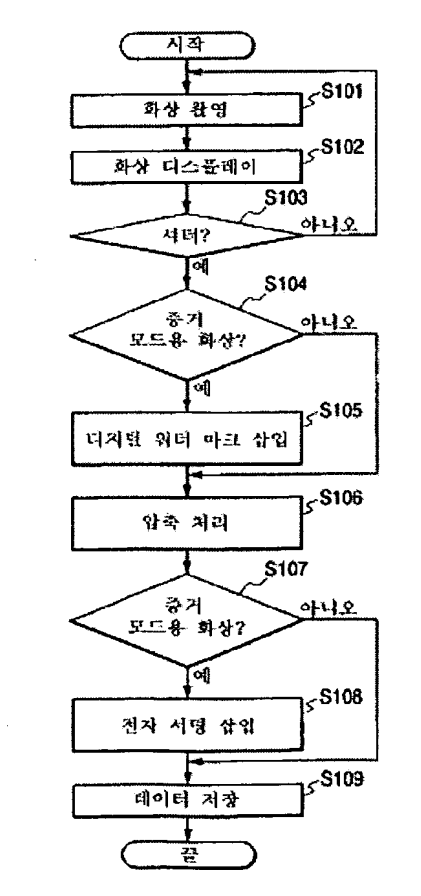 시작
화상 촬영
S101
화상 디스플레이
S102
셔터?
S103
아니오
예
증거
모드용 화상?
S104
아니오
예
디지털 워터 마크 삽입
S105
압축 처리
S106
증거
모드용 화상?
S107
아니오
예
전자 서명 삽입
S108
데이터 저장
S109
끝